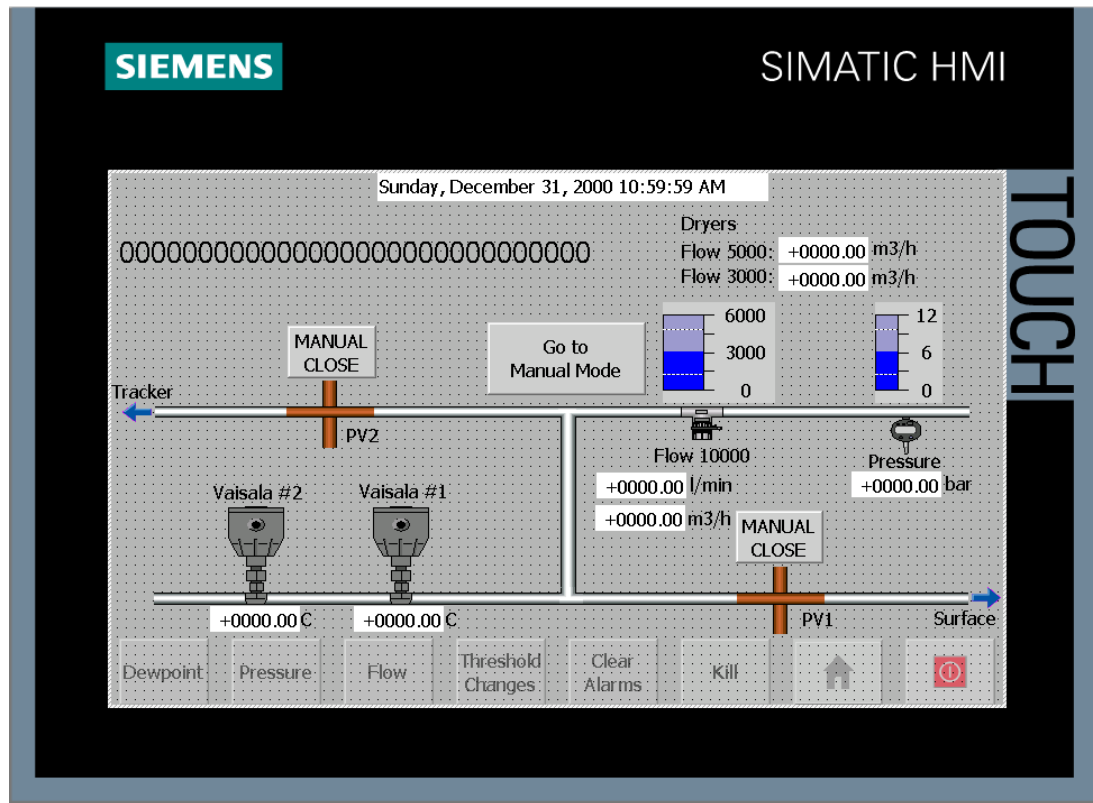 SIEMENS
SIMATIC HMI
TOUCH
Sunday, December 31, 2000 10:59:59 AM
Dryers
000000000000000000000000000000
Flow 5000: +0000.00 m3/h
Flow 3000: +0000.00 m3/h
6000
3000
0
12
6
0
MANUAL
CLOSE
Go to
Manual Mode
Tracker
PV2
Flow 10000
+0000.00 l/min
+0000.00 m3/h
Pressure
+0000.00 bar
Vaisala #2
Vaisala #1
MANUAL
CLOSE
+0000.00 C
+0000.00 C
PV1
Surface
Dewpoint
Pressure
Flow
Threshold
Changes
Clear
Alarms
Kill